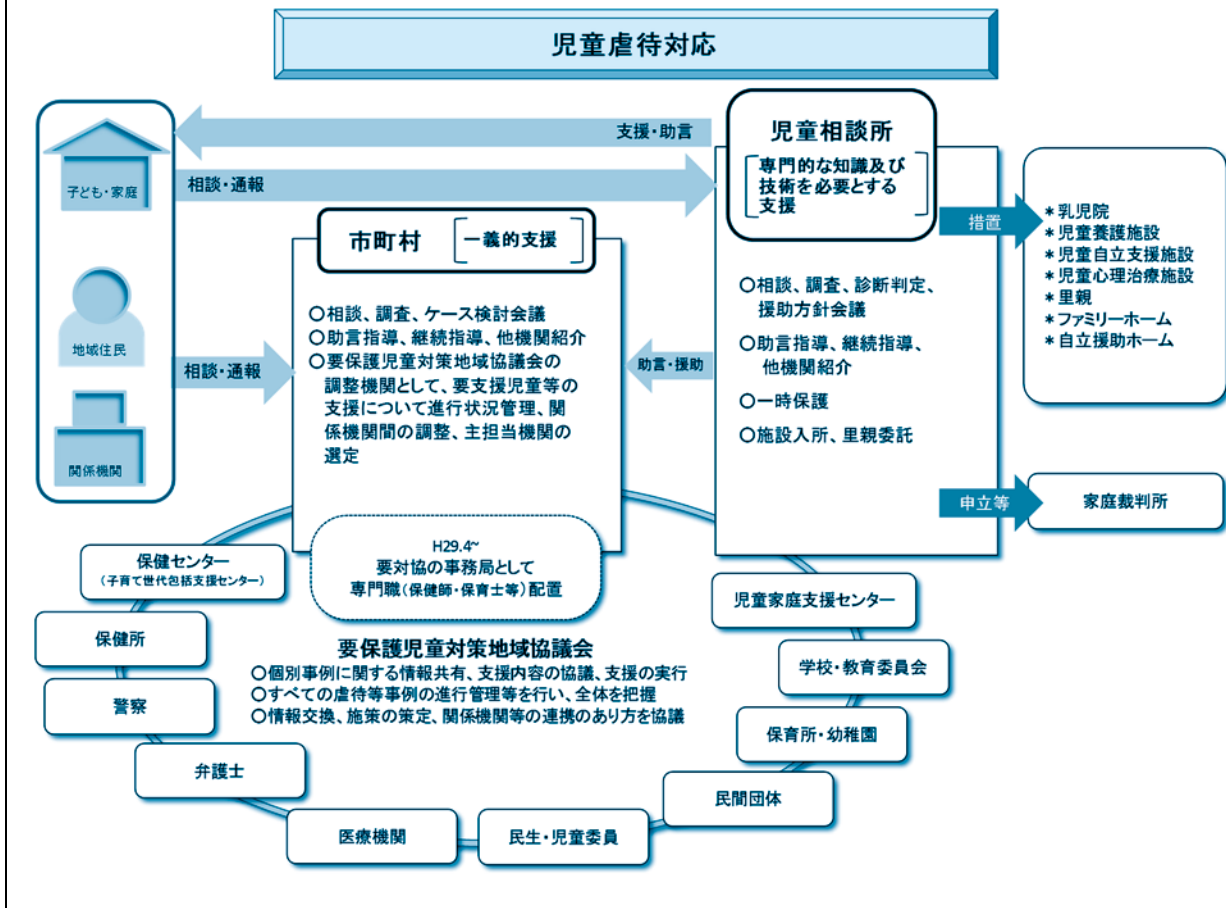 児童虐待対応
支援・助言
相談・通報
子ども・家庭
地域住民
関係機関
相談・通報
市町村
一義的支援
○相談、調査、ケース検討会議
○助言指導、継続指導、他機関紹介
○要保護児童対策地域協議会の
調整機関として、要支援児童等の
支援について進行状況管理、関
係機関間の調整、主担当機関の
選定
H29.4~
要対協の事務局として
専門職(保健師・保育士等)配置
助言・援助
児童相談所
専門的な知識及び
技術を必要とする
支援
○相談、調査、診断判定、
援助方針会議
○助言指導、継続指導、
他機関紹介
○一時保護
○施設入所、里親委託
措置
*乳児院
*児童養護施設
*児童自立支援施設
*児童心理治療施設
*里親
*ファミリーホーム
*自立援助ホーム
申立等
家庭裁判所
要保護児童対策地域協議会
○個別事例に関する情報共有、支援内容の協議、支援の実行
○すべての虐待等事例の進行管理等を行い、全体を把握
○情報交換、施策の策定、関係機関等の連携のあり方を協議
保健センター
(子育て世代包括支援センター)
保健所
警察
弁護士
医療機関
民生・児童委員
民間団体
保育所・幼稚園
学校・教育委員会
児童家庭支援センター